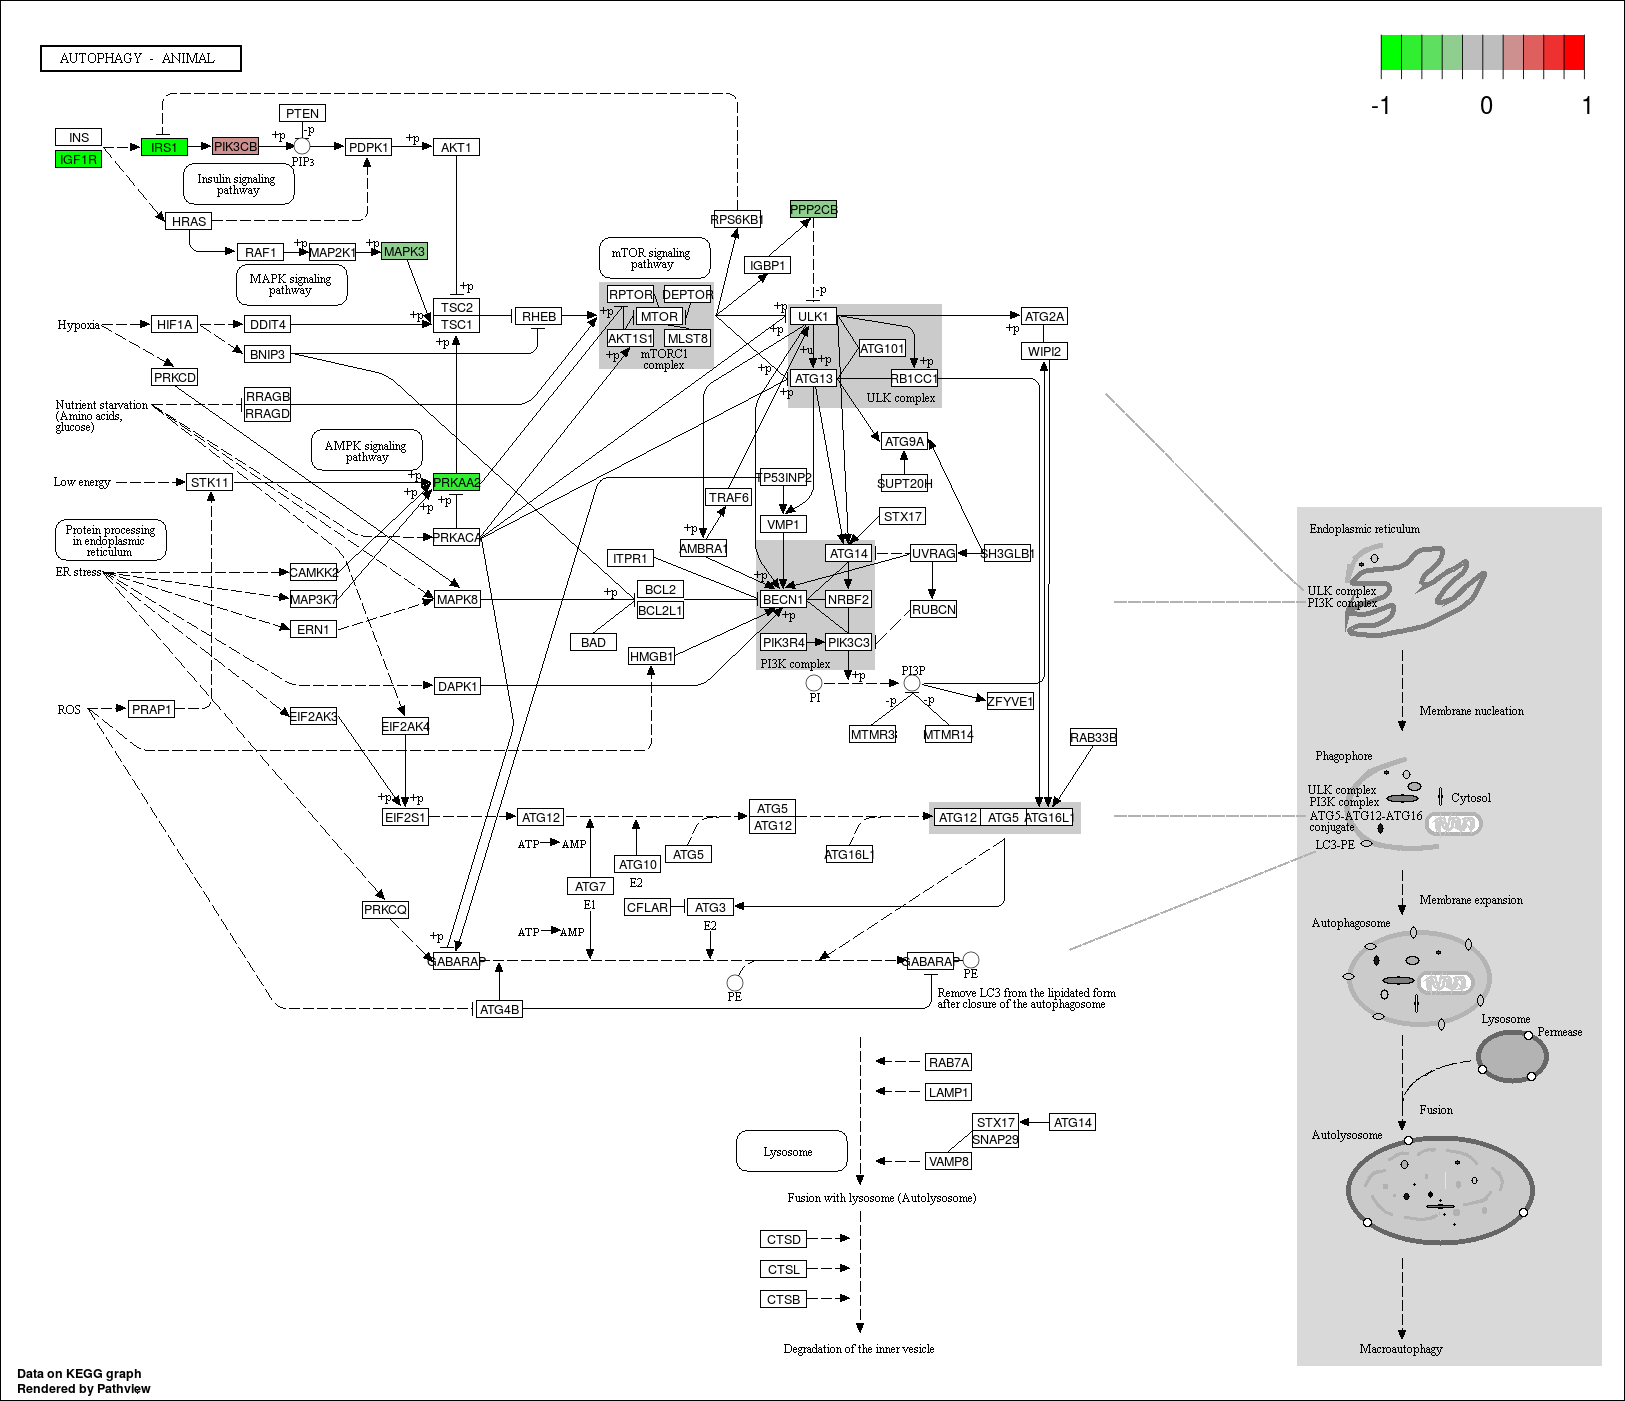 AUTOPHAGY - ANIMAL
-1 0 1
PTEN
-p
INS
IGF1R
IRS1
PIK3CB
+p
PIP3
PDPK1
+p
AKT1
Insulin signaling
pathway
HRAS
RAF1
+p
MAP2K1
+p
MAPK3
MAPK signaling
pathway
RPS6KB1
PPP2CB
mTOR signaling
pathway
IGBP1
-p
+p
TSC2
TSC1
+p
+p
RHEB
RPTOR
DEPTOR
MTOR
AKT1S1
MLST8
mTORC1
complex
+p
+p
+p
+p
ULK1
+u
+p
ATG101
+p
ATG13
RB1CC1
ULK complex
+p
+p
ATG2A
+p
WIPI2
Hypoxia
HIF1A
DDIT4
BNIP3
PRKCD
Nutrient starvation
(Amino acids,
glucose)
RRAGB
RRAGD
AMPK signaling
pathway
ATG9A
SUPT20H
Low energy
STK11
+p
+p
+p
+p
PRKAA2
TP53INP2
TRAF6
VMP1
STX17
Protein processing
in endoplasmic
reticulum
PRKACA
+p
AMBRA1
ITPR1
ATG14
UVRAG
SH3GLB1
ER stress
CAMKK2
MAP3K7
ERN1
MAPK8
+p
BCL2
BCL2L1
BAD
HMGB1
+p
BECN1
+p
NRBF2
RUBCN
PIK3R4
PIK3C3
PI3K complex
+p
DAPK1
PI
PI3P
ZFYVE1
-p
-p
MTMR3
MTMR14
ROS
PRAP1
EIF2AK3
EIF2AK4
RAB33B
+p
+p
EIF2S1
ATG12
ATG5
ATG12
ATG12
ATG5
ATG16L1
ATP
AMP
ATG10
E2
ATG5
ATG16L1
ATG7
E1
PRKCQ
CFLAR
ATG3
E2
ATP
AMP
+p
GABARAP
PE
GABARAP
PE
ATG4B
Remove LC3 from the lipidated form
after closure of the autophagosome
RAB7A
LAMP1
STX17
SNAP29
ATG14
VAMP8
Lysosome
Fusion with lysosome (Autolysosome)
CTSD
CTSL
CTSB
Degradation of the inner vesicle
Endoplasmic reticulum
ULK complex
PI3K complex
Membrane nucleation
Phagophore
ULK complex
PI3K complex
Cytosol
ATG5-ATG12-ATG16
conjugate
LC3-PE
Membrane expansion
Autophagosome
Lysosome
Permease
Fusion
Autolysosome
Macroautophagy
Data on KEGG graph
Rendered by Pathview